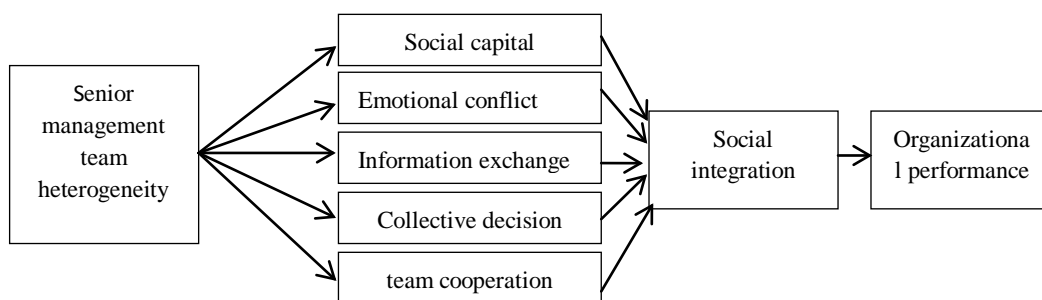 Senior
management
team
heterogeneity
Social capital
Emotional conflict
Information exchange
Collective decision
team cooperation
Social
integration
Organizationa
l performance